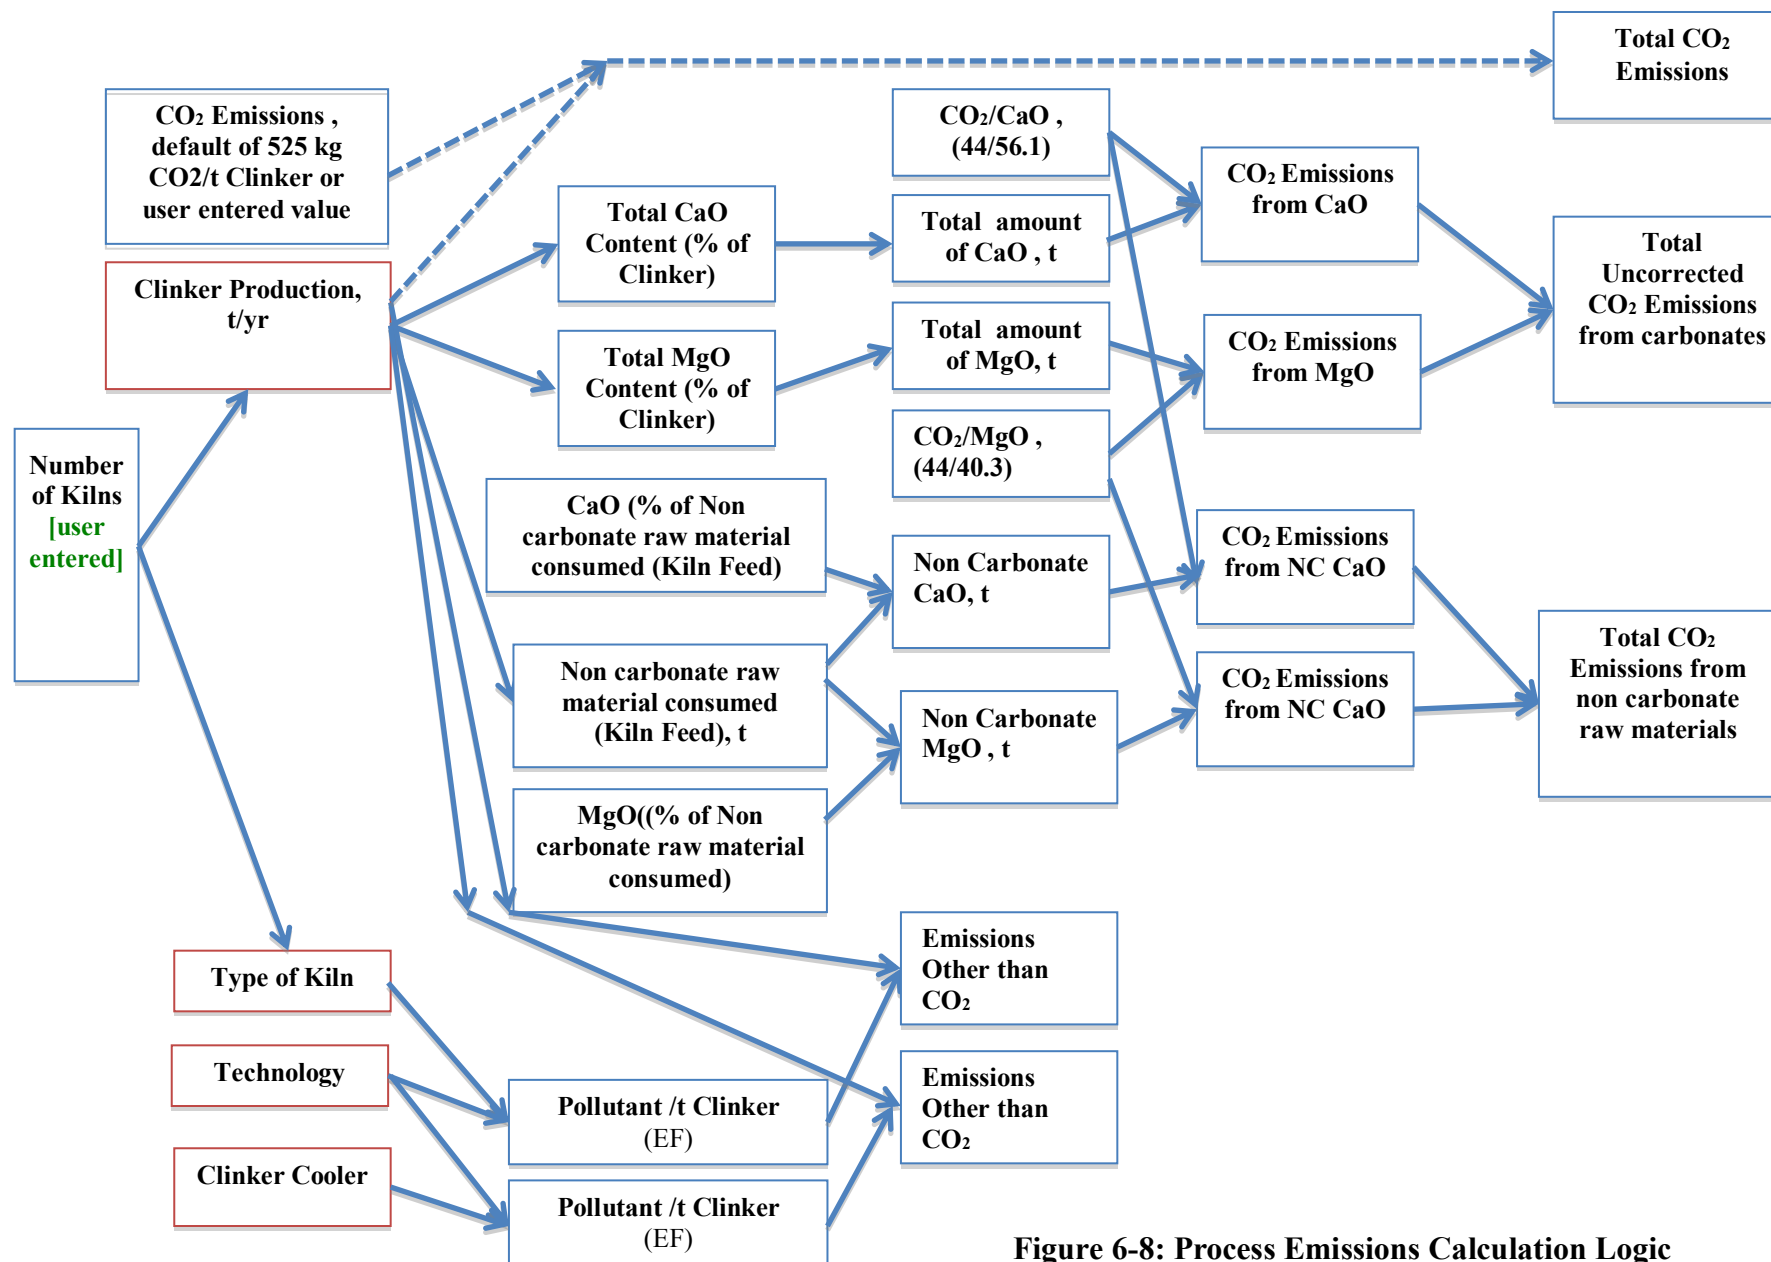 Total CO₂
Emissions
CO₂ Emissions ,
default of 525 kg
CO2/t Clinker or
user entered value
CO₂/CaO ,
(44/56.1)
CO₂ Emissions
from CaO
Total CaO
Content (% of
Clinker)
Total amount
of CaO , t
Total
Uncorrected
CO₂ Emissions
from carbonates
Clinker Production,
t/yr
Total MgO
Content (% of
Clinker)
Total amount
of MgO, t
CO₂ Emissions
from MgO
CO₂/MgO ,
(44/40.3)
Number
of Kilns
[user
entered]
CaO (% of Non
carbonate raw material
consumed (Kiln Feed)
Non Carbonate
CaO, t
CO₂ Emissions
from NC CaO
Non carbonate raw
material consumed
(Kiln Feed), t
Non Carbonate
MgO , t
CO₂ Emissions
from NC CaO
Total CO₂
Emissions from
non carbonate
raw materials
MgO((% of Non
carbonate raw material
consumed)
Type of Kiln
Emissions
Other than
CO₂
Technology
Pollutant /t Clinker
(EF)
Emissions
Other than
CO₂
Clinker Cooler
Pollutant /t Clinker
(EF)
Figure 6-8: Process Emissions Calculation Logic